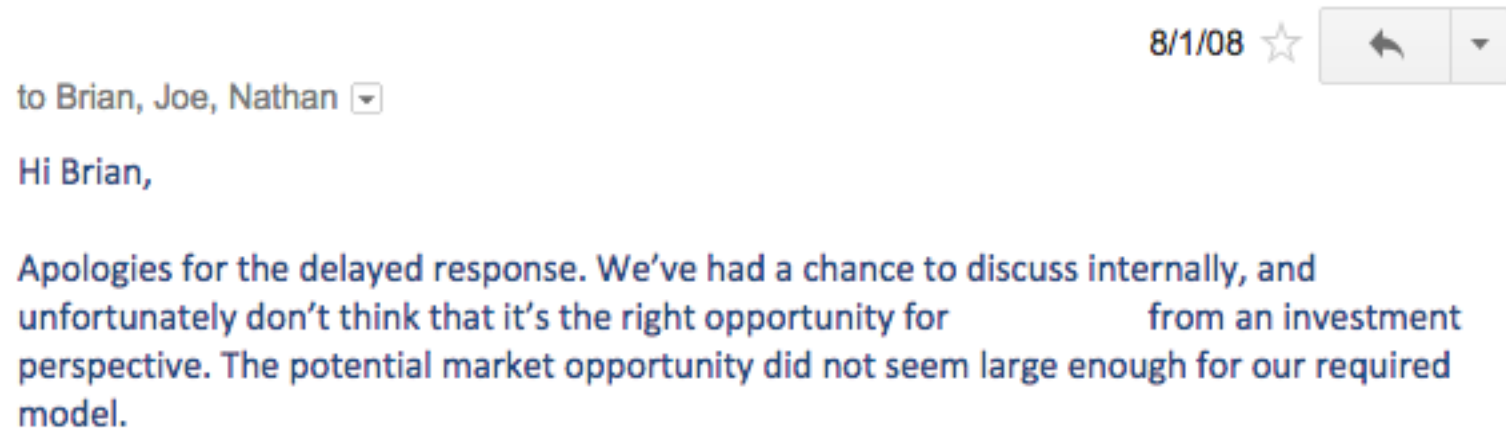 8/1/08
to Brian, Joe, Nathan
Hi Brian,
Apologies for the delayed response. We’ve had a chance to discuss internally, and
unfortunately don’t think that it’s the right opportunity for from an investment
perspective. The potential market opportunity did not seem large enough for our required
model.